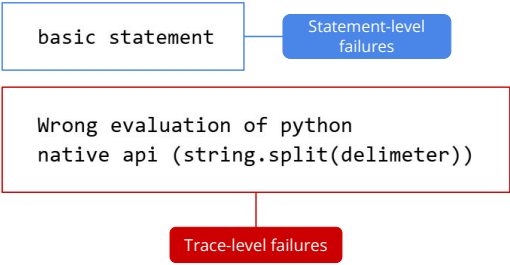 basic statement
Statement-level
failures
Wrong evaluation of python
native api (string.split(delimeter))
Trace-level failures